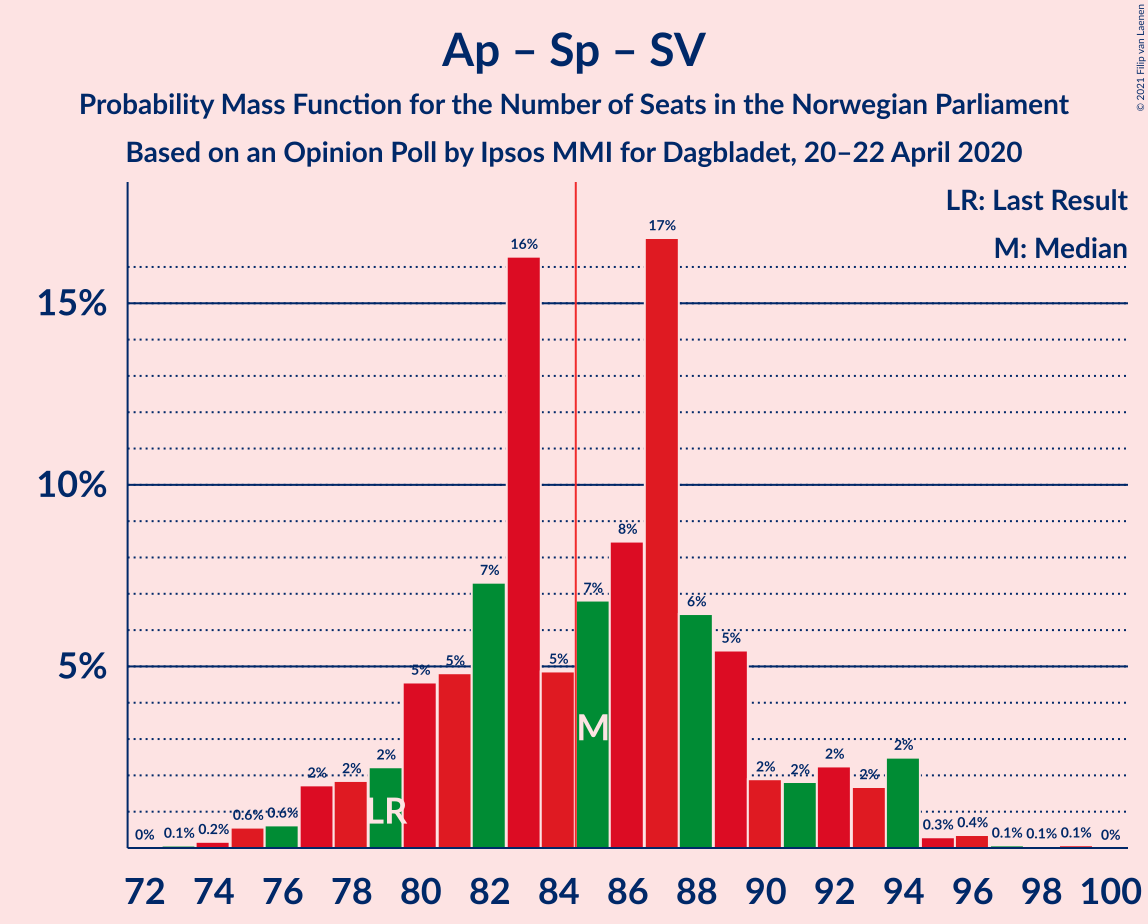 Ap – Sp – SV
Probability Mass Function for the Number of Seats in the Norwegian Parliament
Based on an Opinion Poll by Ipsos MMI for Dagbladet, 20–22 April 2020
© 2021 Filip van Laenen
LR: Last Result
M: Median
15%
10%
5%
0% 0.1% 0.2% 0.6% 0.6% 2% 2% 2% 5% 5% 7% 16% 5% 7% 8% 17% 6% 5% 2% 2% 2% 2% 2% 0.3% 0.4% 0.1% 0.1% 0.1% 0%
LR
M
72 74 76 78 80 82 84 86 88 90 92 94 96 98 100